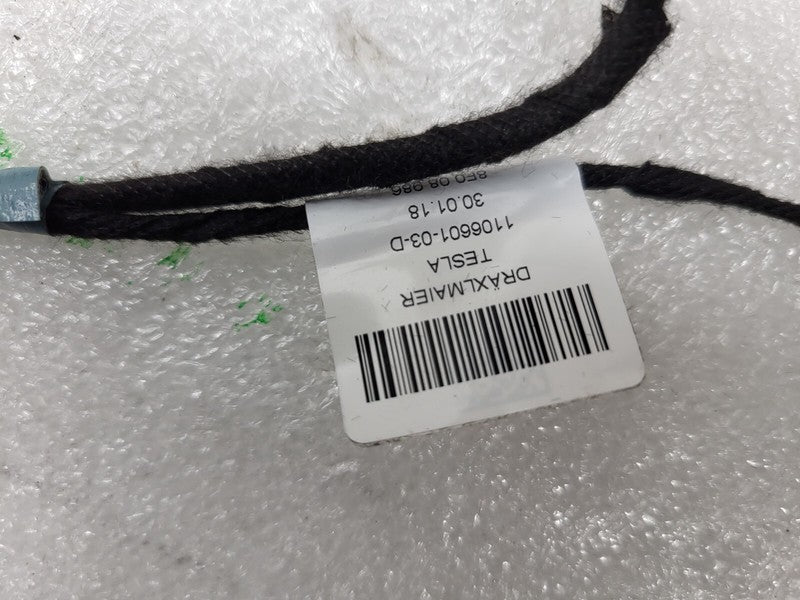 DRÄXLMAIER
TESLA
1106601-03-D
30.01.18